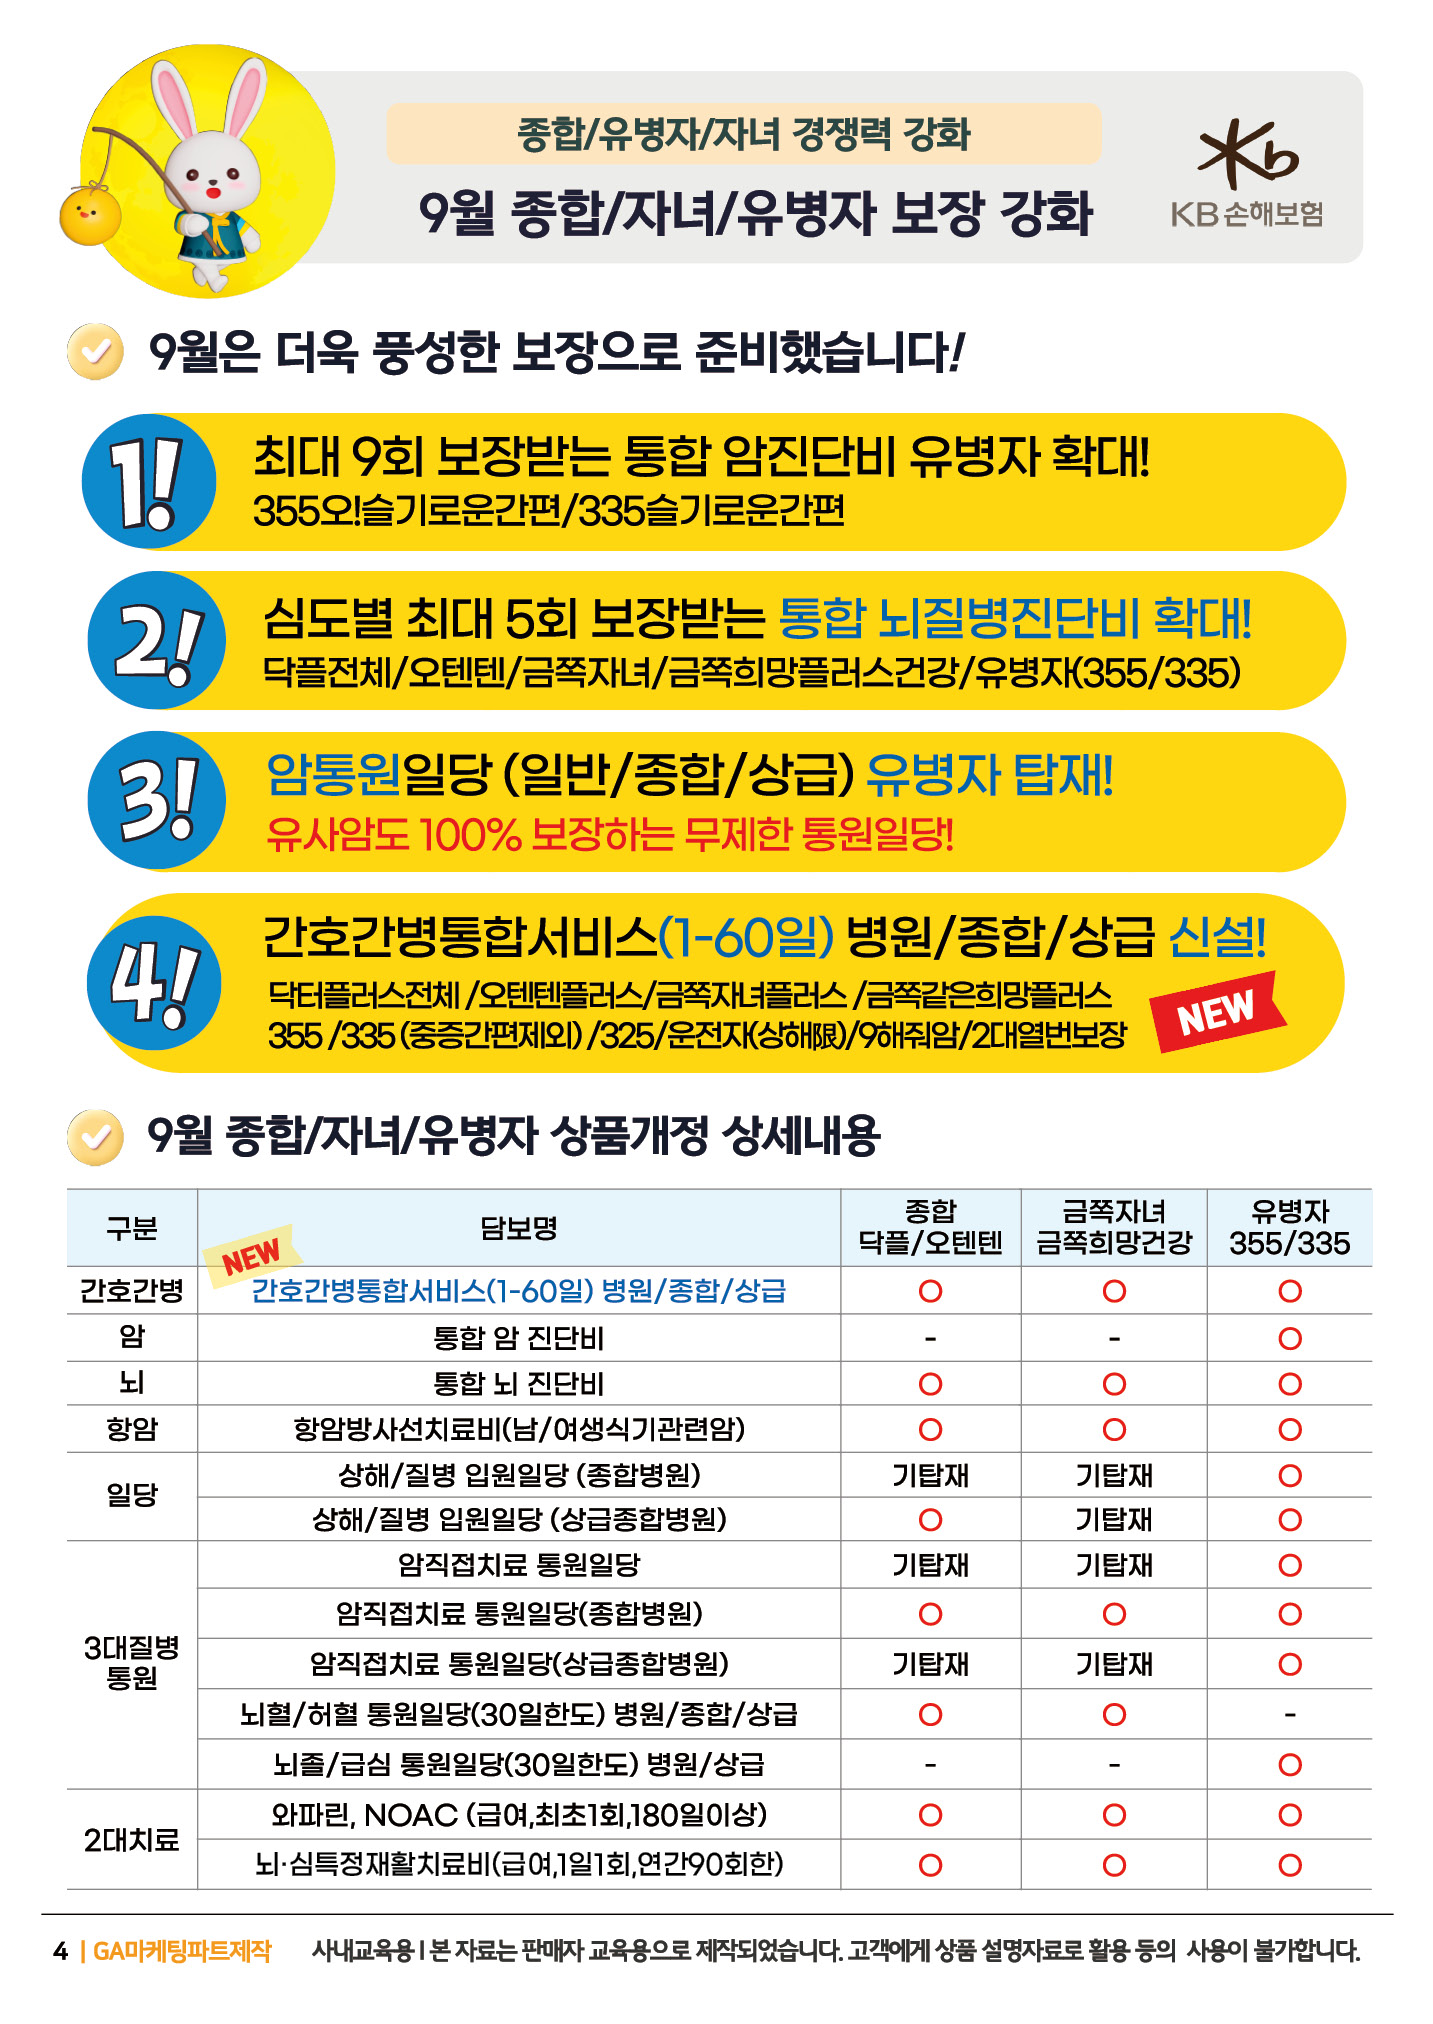 종합/유병자/자녀 경쟁력 강화
9월 종합/자녀/유병자 보장 강화
KB손해보험
9월은 더욱 풍성한 보장으로 준비했습니다!
1!
최대 9회 보장받는 통합 암진단비 유병자 확대!
355오!슬기로운간편/335슬기로운간편
2!
심도별 최대 5회 보장받는 통합 뇌질병진단비 확대!
닥플전체/오텐텐/금쪽자녀/금쪽희망플러스건강/유병자(355/335)
3!
암통원일당 (일반/종합/상급) 유병자 탑재!
유사암도 100% 보장하는 무제한 통원일당!
4!
간호간병통합서비스(1-60일) 병원/종합/상급 신설!
닥터플러스전체 /오텐텐플러스/금쪽자녀플러스 /금쪽같은희망플러스
355 /335 (중증간편제외) /325/운전자(상해限)/9해줘암/2대열번보장
NEW
9월 종합/자녀/유병자 상품개정 상세내용
구분 담보명 종합 닥플/오텐텐 금쪽자녀 금쪽희망건강 유병자 355/335
NEW
간호간병 간호간병통합서비스(1-60일) 병원/종합/상급 O O O
암 통합 암 진단비 - - O
뇌 통합 뇌 진단비 O O O
항암 항암방사선치료비(남/여생식기관련암) O O O
일당 상해/질병 입원일당 (종합병원) 기탑재 기탑재 O
상해/질병 입원일당 (상급종합병원) O 기탑재 O
3대질병 통원 암직접치료 통원일당 기탑재 기탑재 O
암직접치료 통원일당(종합병원) O O O
암직접치료 통원일당(상급종합병원) 기탑재 기탑재 O
뇌혈/허혈 통원일당(30일한도) 병원/종합/상급 O O -
뇌졸/급심 통원일당(30일한도) 병원/상급 - - O
2대치료 와파린, NOAC (급여,최초1회,180일이상) O O O
뇌·심특정재활치료비(급여,1일1회,연간90회한) O O O
4 | GA마케팅파트제작 사내교육용 I 본 자료는 판매자 교육용으로 제작되었습니다. 고객에게 상품 설명자료로 활용 등의 사용이 불가합니다.